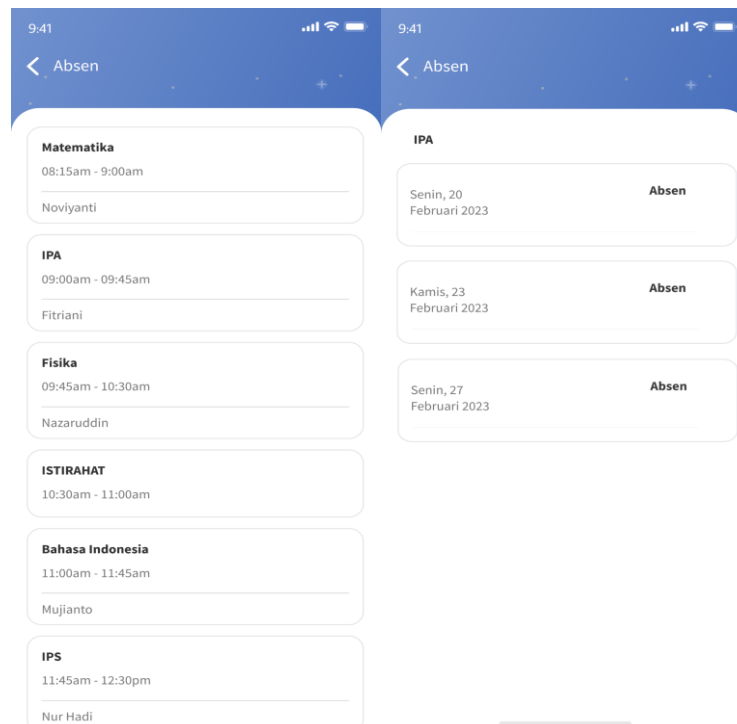 9:41
Absen
Matematika
08:15am - 9:00am
Noviyanti
IPA
09:00am - 09:45am
Fitriani
Fisika
09:45am - 10:30am
Nazaruddin
ISTIRAHAT
10:30am - 11:00am
Bahasa Indonesia
11:00am - 11:45am
Mujianto
IPS
11:45am - 12:30pm
Nur Hadi
9:41
Absen
IPA
Senin, 20
Februari 2023
Absen
Kamis, 23
Februari 2023
Absen
Senin, 27
Februari 2023
Absen